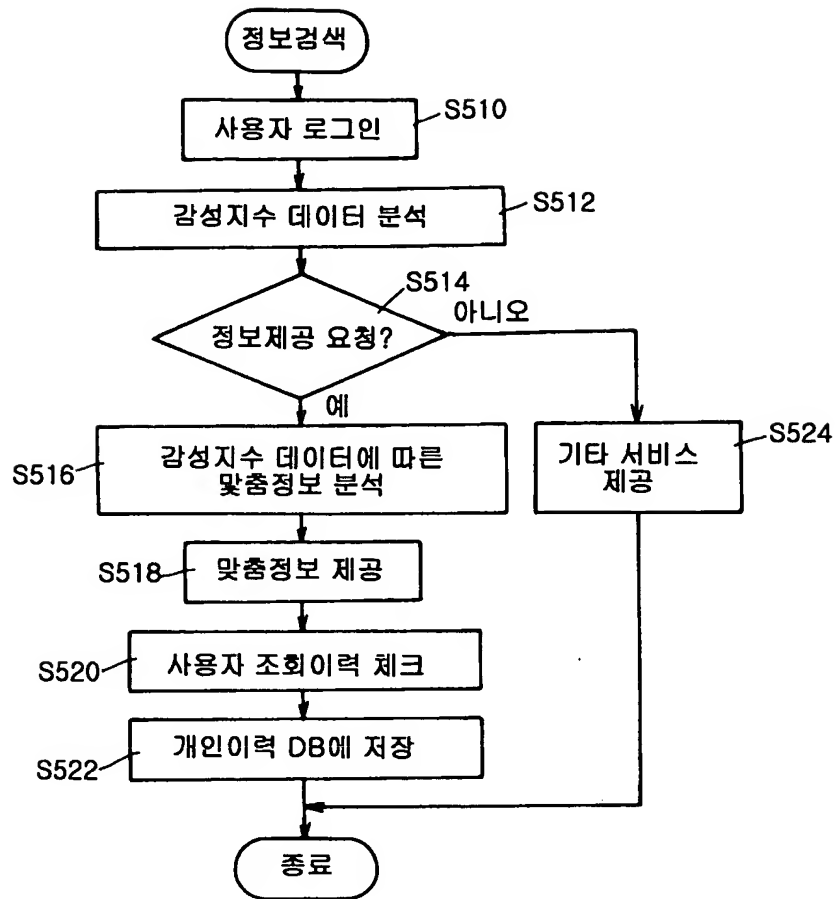 정보검색
사용자 로그인
S510
감성지수 데이터 분석
S512
S514
정보제공 요청?
아니오
예
감성지수 데이터에 따른
맞춤정보 분석
S516
기타 서비스
제공
S524
맞춤정보 제공
S518
사용자 조회이력 체크
S520
개인이력 DB에 저장
S522
종료